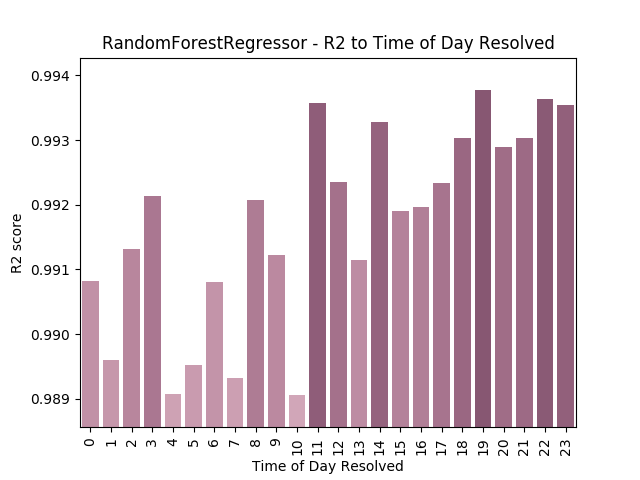 RandomForestRegressor - R2 to Time of Day Resolved
0.994
0.993
0.992
0.991
0.990
0.989
R2 score
0 1 2 3 4 5 6 7 8 9 10 11 12 13 14 15 16 17 18 19 20 21 22 23
Time of Day Resolved